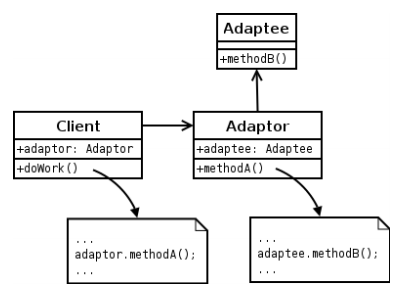 Adaptee
+methodB()
Client
+adaptor: Adaptor
+doWork()
Adaptor
+adaptee: Adaptee
+methodA()
...
adaptor.methodA();
...
...
adaptee.methodB();
...